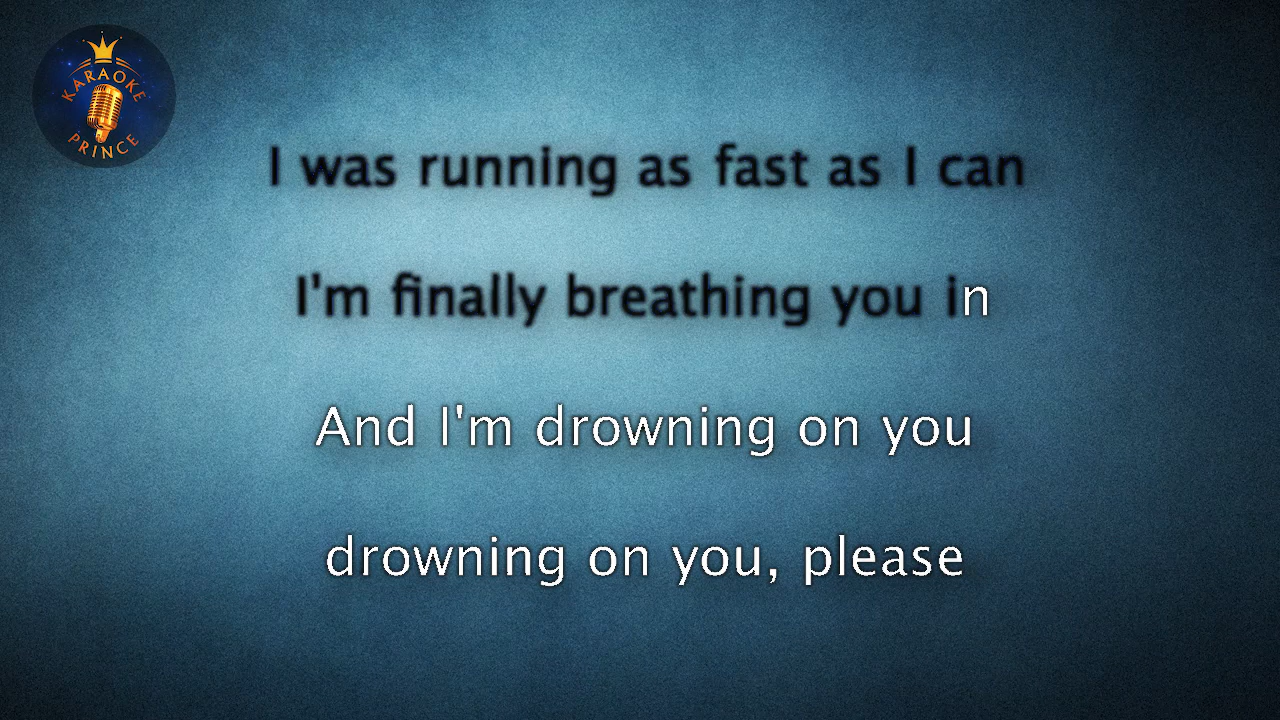 KARAOKE
PRINCE
I was running as fast as I can
I'm finally breathing you in
And I'm drowning on you
drowning on you, please